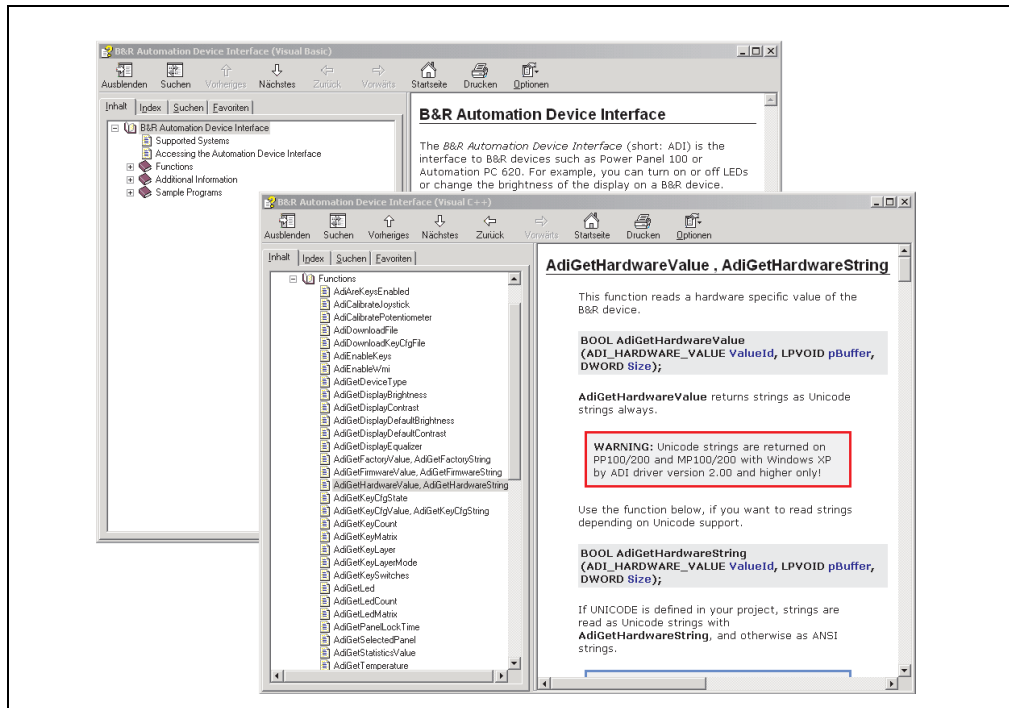 B&R Automation Device Interface (Visual Basic)
Ausblenden Suchen Vorheriges Nächstes Zurück Vorwärts Startseite Drucken Optionen
Inhalt Index Suchen Favoriten
B&R Automation Device Interface
Supported Systems
Accessing the Automation Device Interface
Functions
Additional Information
Sample Programs
B&R Automation Device Interface
The B&R Automation Device Interface (short: ADI) is the
interface to B&R devices such as Power Panel 100 or
Automation PC 620. For example, you can turn on or off LEDs
or change the brightness of the display on a B&R device.
B&R Automation Device Interface (Visual C++)
Ausblenden Suchen Vorheriges Nächstes Zurück Vorwärts Startseite Drucken Optionen
Inhalt Index Suchen Favoriten
Functions
AdiAreKeysEnabled
AdiCalibrateJoystick
AdiCalibratePotentiometer
AdiDownloadFile
AdiDownloadKeyCfgFile
AdiEnableKeys
AdiEnableWmi
AdiGetDeviceType
AdiGetDisplayBrightness
AdiGetDisplayContrast
AdiGetDisplayDefaultBrightness
AdiGetDisplayDefaultContrast
AdiGetDisplayEqualizer
AdiGetFactoryValue, AdiGetFactoryString
AdiGetFirmwareValue, AdiGetFirmwareString
AdiGetHardwareValue, AdiGetHardwareString
AdiGetKeyCfgState
AdiGetKeyCfgValue, AdiGetKeyCfgString
AdiGetKeyCount
AdiGetKeyMatrix
AdiGetKeyLayer
AdiGetKeyLayerMode
AdiGetKeySwitches
AdiGetLed
AdiGetLedCount
AdiGetLedMatrix
AdiGetPanelLockTime
AdiGetSelectedPanel
AdiGetStatisticsValue
AdiGetTemperature
AdiGetHardwareValue , AdiGetHardwareString
This function reads a hardware specific value of the
B&R device.
BOOL AdiGetHardwareValue
(ADI_HARDWARE_VALUE ValueId, LPVOID pBuffer,
DWORD Size);
AdiGetHardwareValue returns strings as Unicode
strings always.
WARNING: Unicode strings are returned on
PP100/200 and MP100/200 with Windows XP
by ADI driver version 2.00 and higher only!
Use the function below, if you want to read strings
depending on Unicode support.
BOOL AdiGetHardwareString
(ADI_HARDWARE_VALUE ValueId, LPVOID pBuffer,
DWORD Size);
If UNICODE is defined in your project, strings are
read as Unicode strings with
AdiGetHardwareString, and otherwise as ANSI
strings.